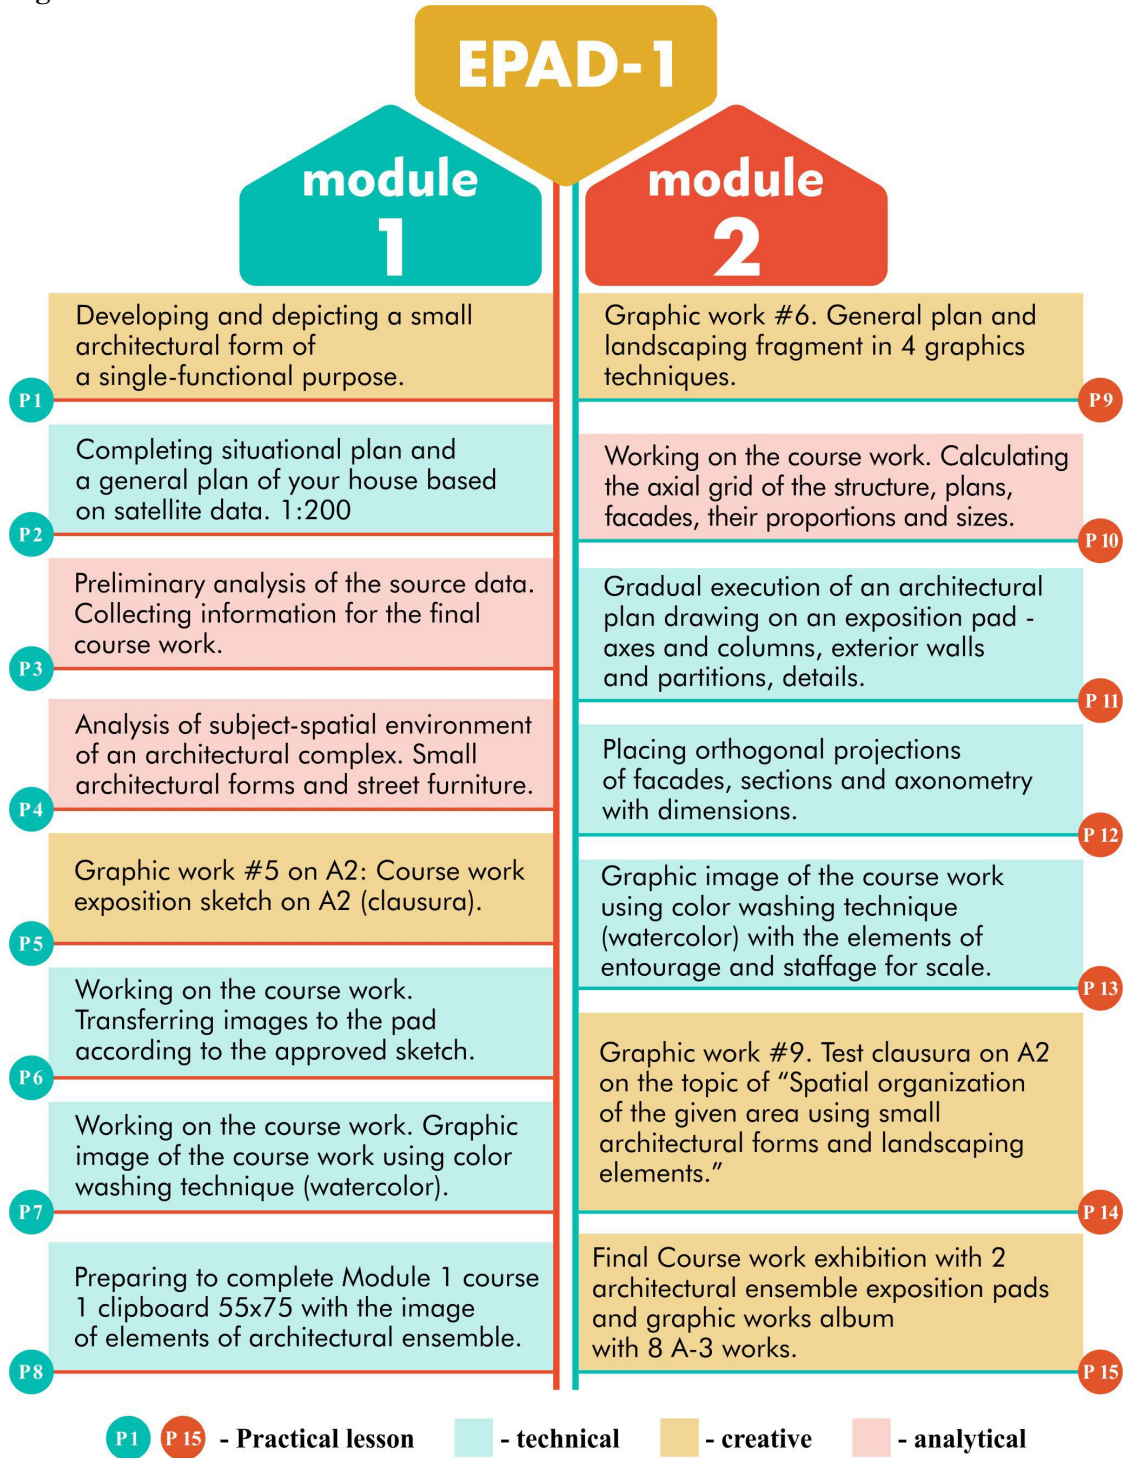 EPAD-1
module
1
module
2
Developing and depicting a small
architectural form of
a single-functional purpose.
P1
Completing situational plan and
a general plan of your house based
on satellite data. 1:200
P2
Preliminary analysis of the source data.
Collecting information for the final
course work.
P3
Analysis of subject-spatial environment
of an architectural complex. Small
architectural forms and street furniture.
P4
Graphic work #5 on A2: Course work
exposition sketch on A2 (clausura).
P5
Working on the course work.
Transferring images to the pad
according to the approved sketch.
P6
Working on the course work. Graphic
image of the course work using color
washing technique (watercolor).
P7
Preparing to complete Module 1 course
1 clipboard 55x75 with the image
of elements of architectural ensemble.
P8
Graphic work #6. General plan and
landscaping fragment in 4 graphics
techniques.
P9
Working on the course work. Calculating
the axial grid of the structure, plans,
facades, their proportions and sizes.
P 10
Gradual execution of an architectural
plan drawing on an exposition pad -
axes and columns, exterior walls
and partitions, details.
P 11
Placing orthogonal projections
of facades, sections and axonometry
with dimensions.
P 12
Graphic image of the course work
using color washing technique
(watercolor) with the elements of
entourage and staffage for scale.
P 13
Graphic work #9. Test clausura on A2
on the topic of “Spatial organization
of the given area using small
architectural forms and landscaping
elements.”
P 14
Final Course work exhibition with 2
architectural ensemble exposition pads
and graphic works album
with 8 A-3 works.
P 15
P1 P 15 - Practical lesson - technical - creative - analytical